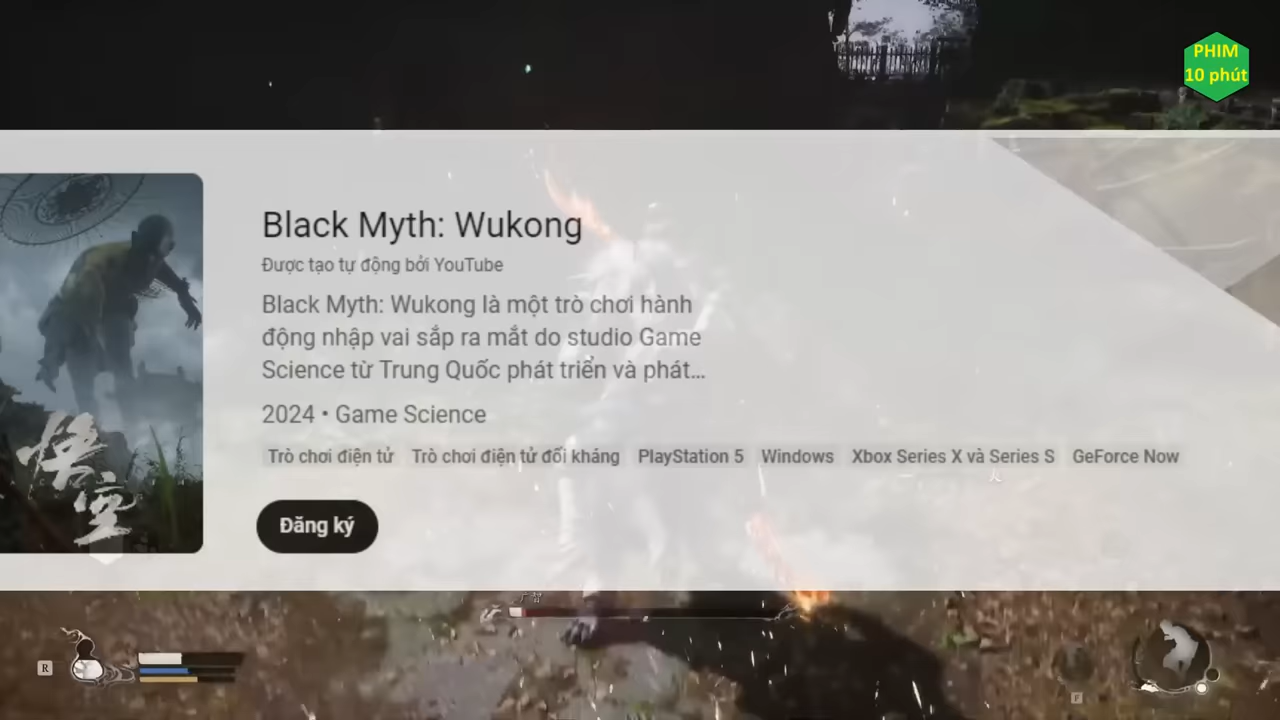 PHIM
10 phút
Black Myth: Wukong
Được tạo tự động bởi YouTube
Black Myth: Wukong là một trò chơi hành
động nhập vai sắp ra mắt do studio Game
Science từ Trung Quốc phát triển và phát...
2024 • Game Science
Trò chơi điện tử Trò chơi điện tử đối kháng PlayStation 5 Windows Xbox Series X và Series S GeForce Now
悟
空
Đăng ký
广智
R
F